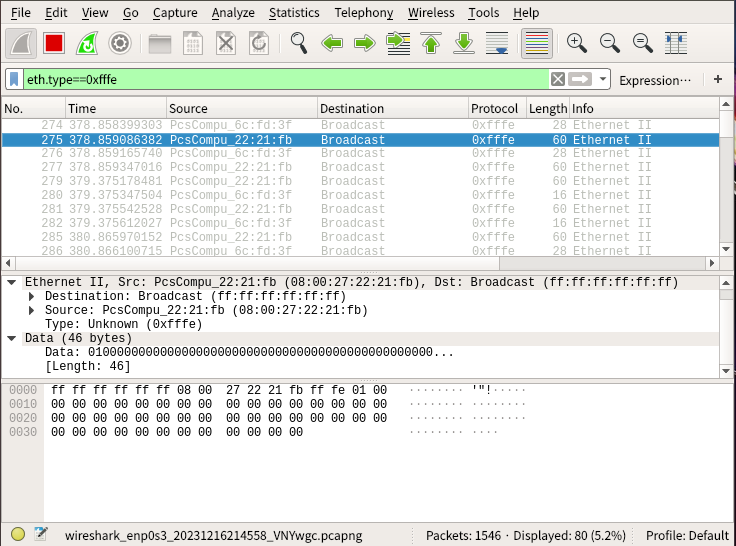 File Edit View Go Capture Analyze Statistics Telephony Wireless Tools Help
eth.type==0xfffe Expression… +
No. Time Source Destination Protocol Length Info
274 378.858399303 PcsCompu_6c:fd:3f Broadcast 0xfffe 28 Ethernet II
275 378.859086382 PcsCompu_22:21:fb Broadcast 0xfffe 60 Ethernet II
276 378.859165740 PcsCompu_6c:fd:3f Broadcast 0xfffe 28 Ethernet II
277 378.859347016 PcsCompu_22:21:fb Broadcast 0xfffe 60 Ethernet II
279 379.375178481 PcsCompu_22:21:fb Broadcast 0xfffe 60 Ethernet II
280 379.375347504 PcsCompu_6c:fd:3f Broadcast 0xfffe 16 Ethernet II
281 379.375542528 PcsCompu_22:21:fb Broadcast 0xfffe 60 Ethernet II
282 379.375612027 PcsCompu_6c:fd:3f Broadcast 0xfffe 16 Ethernet II
285 380.865970152 PcsCompu_22:21:fb Broadcast 0xfffe 60 Ethernet II
286 380.866100715 PcsCompu_6c:fd:3f Broadcast 0xfffe 28 Ethernet II
Ethernet II, Src: PcsCompu_22:21:fb (08:00:27:22:21:fb), Dst: Broadcast (ff:ff:ff:ff:ff:ff)
Destination: Broadcast (ff:ff:ff:ff:ff:ff)
Source: PcsCompu_22:21:fb (08:00:27:22:21:fb)
Type: Unknown (0xfffe)
Data (46 bytes)
Data: 010000000000000000000000000000000000000000000000...
[Length: 46]
0000 ff ff ff ff ff ff 08 00 27 22 21 fb ff fe 01 00 ········ '"!·····
0010 00 00 00 00 00 00 00 00 00 00 00 00 00 00 00 00 ········ ········
0020 00 00 00 00 00 00 00 00 00 00 00 00 00 00 00 00 ········ ········
0030 00 00 00 00 00 00 00 00 00 00 00 00 ········ ····
wireshark_enp0s3_20231216214558_VNYwgc.pcapng Packets: 1546 · Displayed: 80 (5.2%) Profile: Default